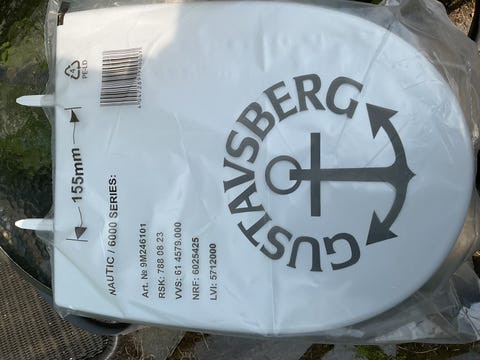 GUSTAVSBERG
155mm
NAUTIC / 6000 SERIES:
Art. № 9M246101
RSK: 788 08 23
VVS: 61 4579.000
NRF: 6025425
LVI: 5712000
4
PE-LD